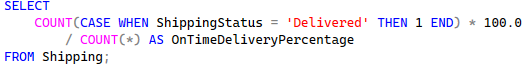 SELECT
    COUNT(CASE WHEN ShippingStatus = 'Delivered' THEN 1 END) * 100.0
        / COUNT(*) AS OnTimeDeliveryPercentage
FROM Shipping;